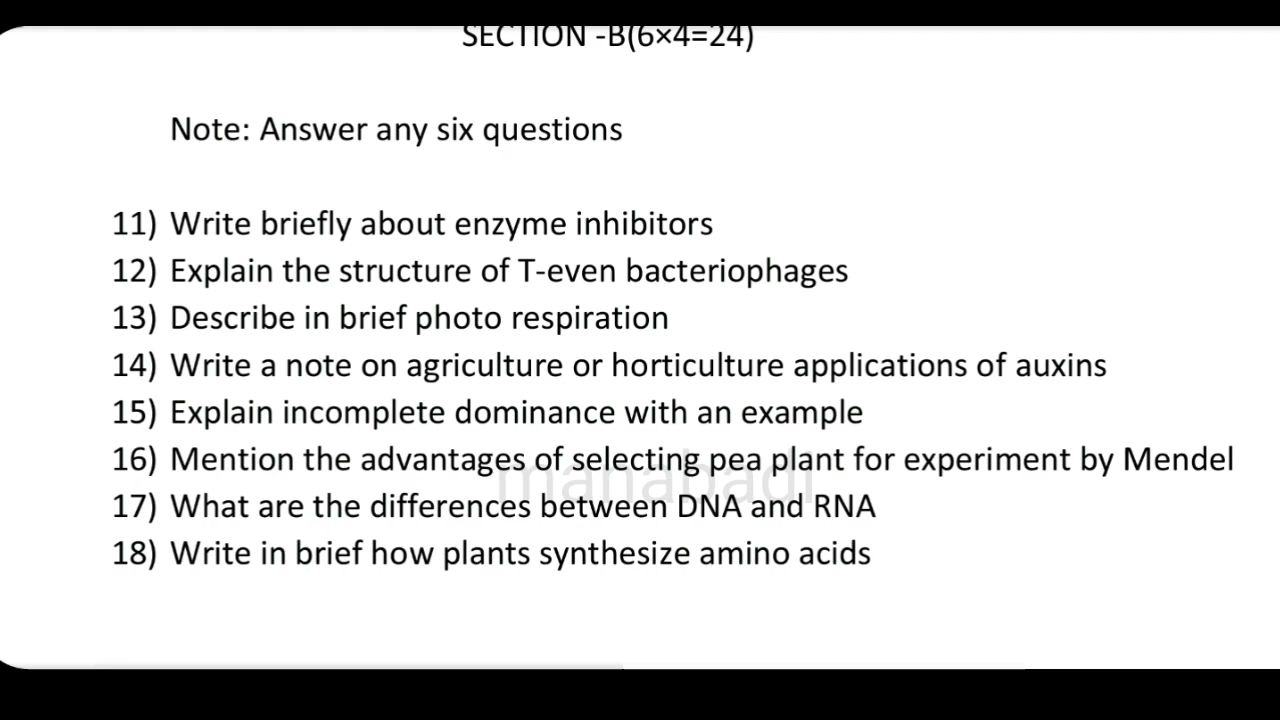 SECTION -B(6×4=24)
Note: Answer any six questions
11) Write briefly about enzyme inhibitors
12) Explain the structure of T-even bacteriophages
13) Describe in brief photo respiration
14) Write a note on agriculture or horticulture applications of auxins
15) Explain incomplete dominance with an example
16) Mention the advantages of selecting pea plant for experiment by Mendel
manabadi
17) What are the differences between DNA and RNA
18) Write in brief how plants synthesize amino acids